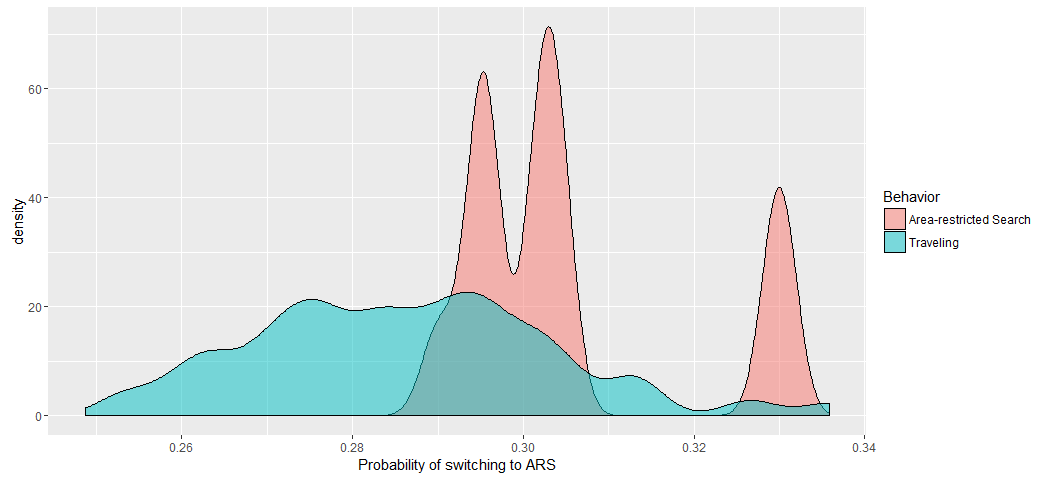 density
60
40
20
0
0.26 0.28 0.30 0.32 0.34
Probability of switching to ARS
Behavior
Area-restricted Search
Traveling